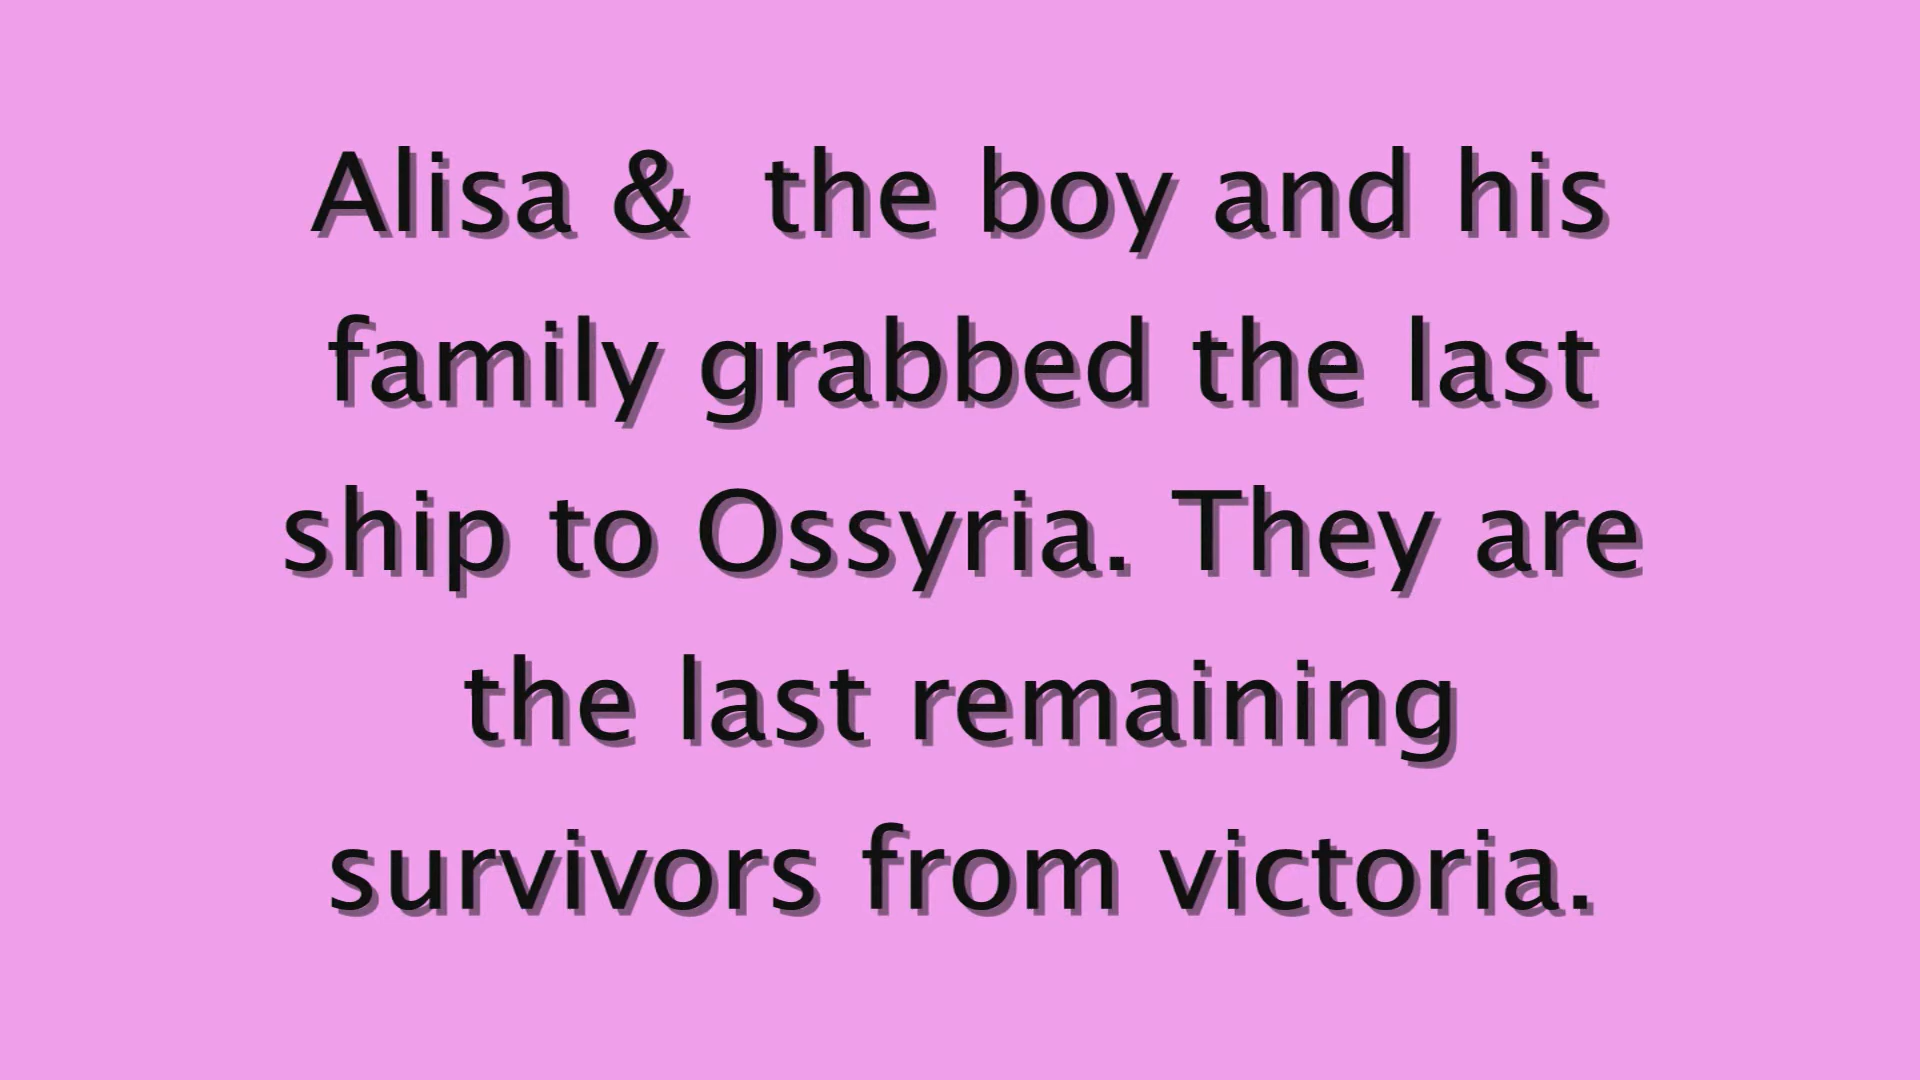 Alisa &  the boy and his
family grabbed the last
ship to Ossyria. They are
the last remaining
survivors from victoria.